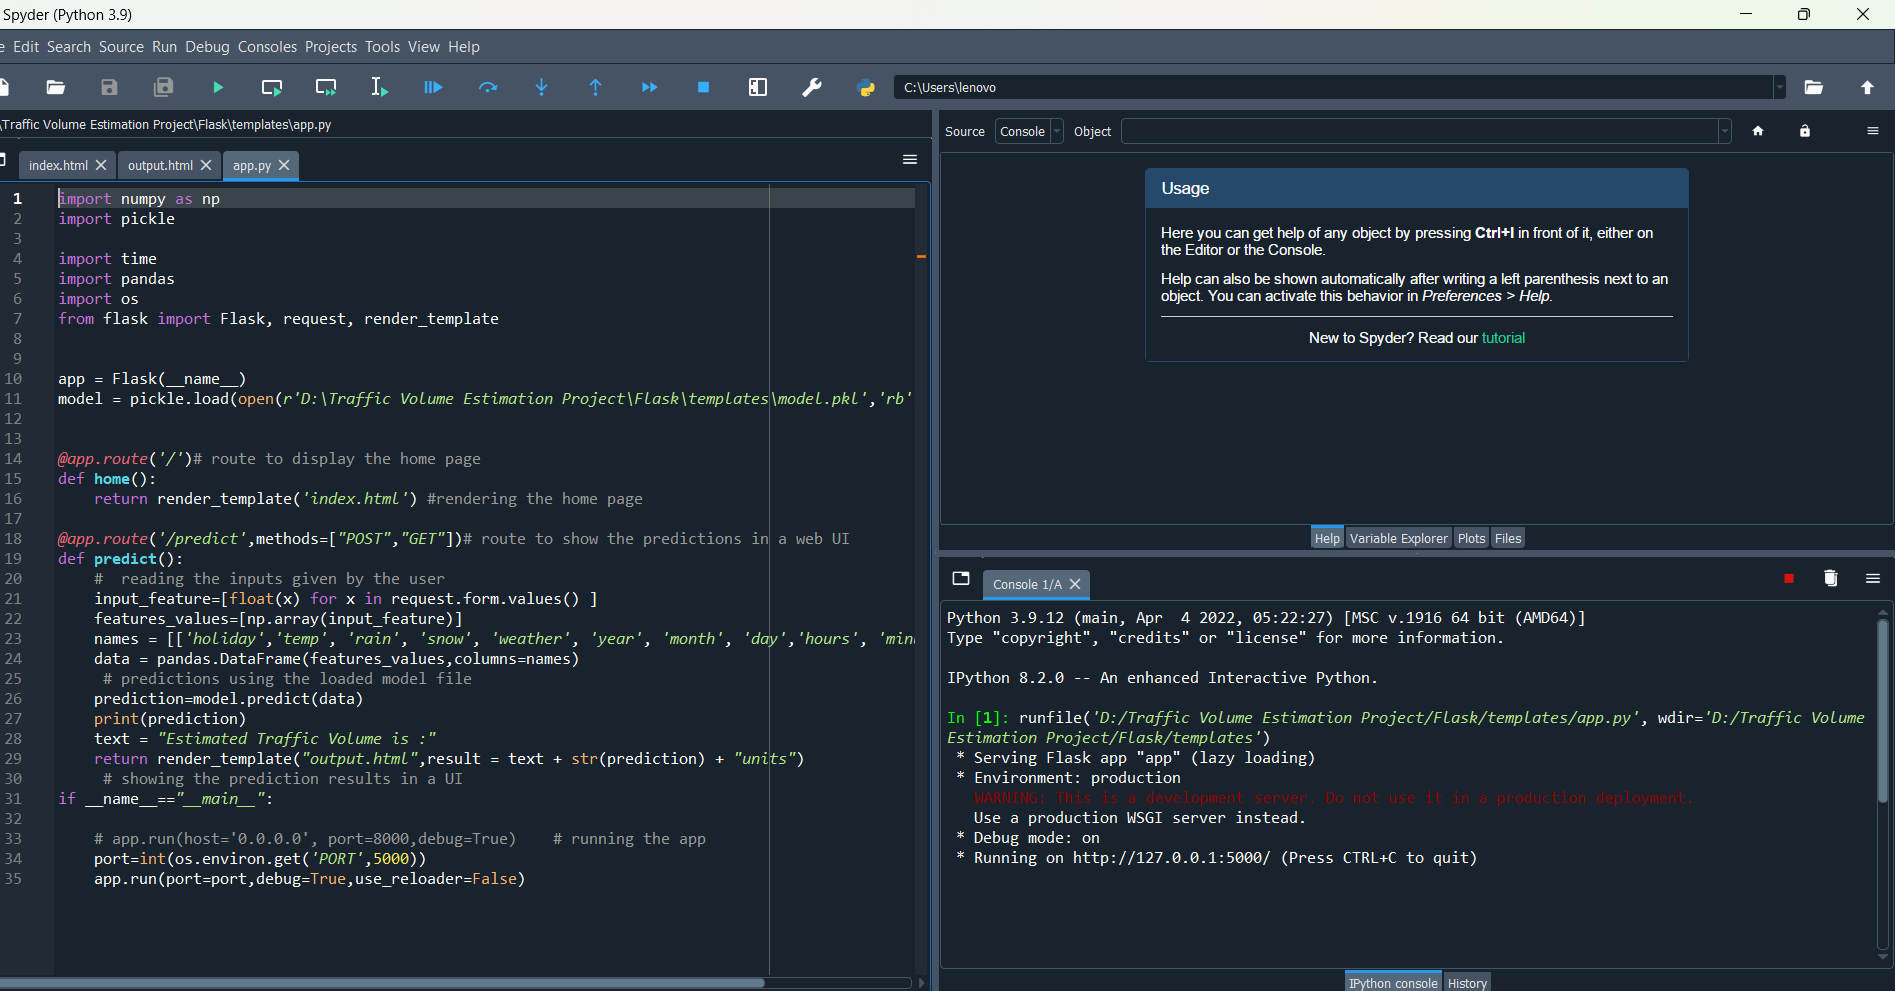 Spyder (Python 3.9)
Edit Search Source Run Debug Consoles Projects Tools View Help
C:\Users\lenovo
\Traffic Volume Estimation Project\Flask\templates\app.py
index.html
output.html
app.py
1 import numpy as np
2 import pickle
3
4 import time
5 import pandas
6 import os
7 from flask import Flask, request, render_template
8
9
10 app = Flask(__name__)
11 model = pickle.load(open(r'D:\Traffic Volume Estimation Project\Flask\templates\model.pkl','rb'
12
13
14 @app.route('/')# route to display the home page
15 def home():
16     return render_template('index.html') #rendering the home page
17
18 @app.route('/predict',methods=["POST","GET"])# route to show the predictions in a web UI
19 def predict():
20     #  reading the inputs given by the user
21     input_feature=[float(x) for x in request.form.values() ]
22     features_values=[np.array(input_feature)]
23     names = [['holiday','temp', 'rain', 'snow', 'weather', 'year', 'month', 'day','hours',
24     data = pandas.DataFrame(features_values,columns=names)
25      # predictions using the loaded model file
26     prediction=model.predict(data)
27     print(prediction)
28     text = "Estimated Traffic Volume is :"
29     return render_template("output.html",result = text + str(prediction) + "units")
30      # showing the prediction results in a UI
31 if __name__=="__main__":
32
33     # app.run(host='0.0.0.0', port=8000,debug=True)    # running the app
34     port=int(os.environ.get('PORT',5000))
35     app.run(port=port,debug=True,use_reloader=False)
Source Console Object
Usage
Here you can get help of any object by pressing Ctrl+I in front of it, either on
the Editor or the Console.
Help can also be shown automatically after writing a left parenthesis next to an
object. You can activate this behavior in Preferences > Help.
New to Spyder? Read our tutorial
Help Variable Explorer Plots Files
Console 1/A
Python 3.9.12 (main, Apr  4 2022, 05:22:27) [MSC v.1916 64 bit (AMD64)]
Type "copyright", "credits" or "license" for more information.
IPython 8.2.0 -- An enhanced Interactive Python.
In [1]: runfile('D:/Traffic Volume Estimation Project/Flask/templates/app.py', wdir='D:/Traffic Volume
Estimation Project/Flask/templates')
* Serving Flask app "app" (lazy loading)
* Environment: production
WARNING: This is a development server. Do not use it in a production deployment.
Use a production WSGI server instead.
* Debug mode: on
* Running on http://127.0.0.1:5000/ (Press CTRL+C to quit)
IPython console History